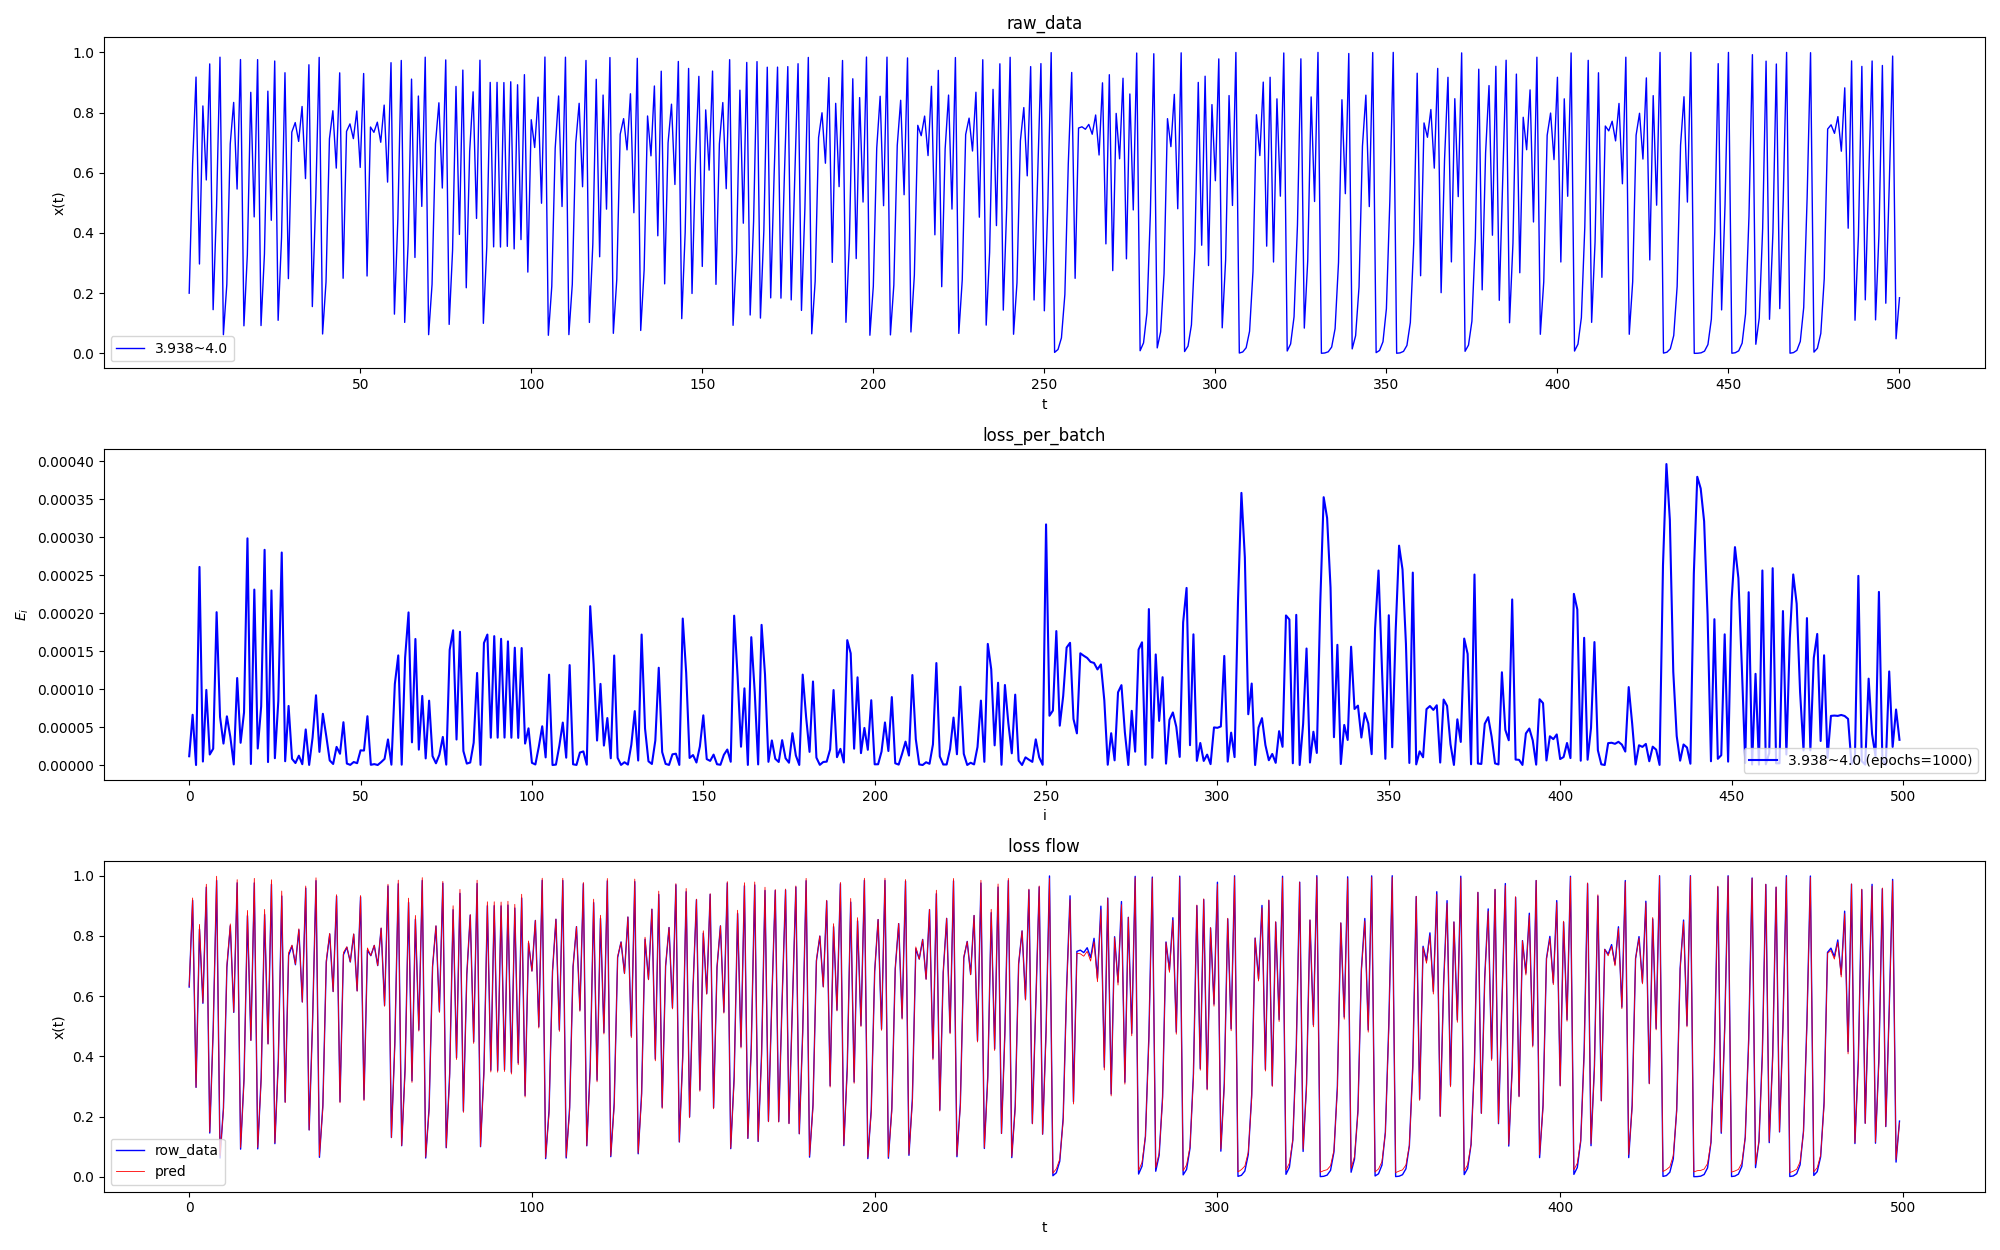 raw_data
1.0
0.8
0.6
0.4
0.2
0.0
x(t)
3.938~4.0
50 100 150 200 250 300 350 400 450 500
t
loss_per_batch
0.00040
0.00035
0.00030
0.00025
0.00020
0.00015
0.00010
0.00005
0.00000
E_i
3.938~4.0 (epochs=1000)
0 50 100 150 200 250 300 350 400 450 500
i
loss flow
1.0
0.8
0.6
0.4
0.2
0.0
x(t)
row_data
pred
0 100 200 300 400 500
t